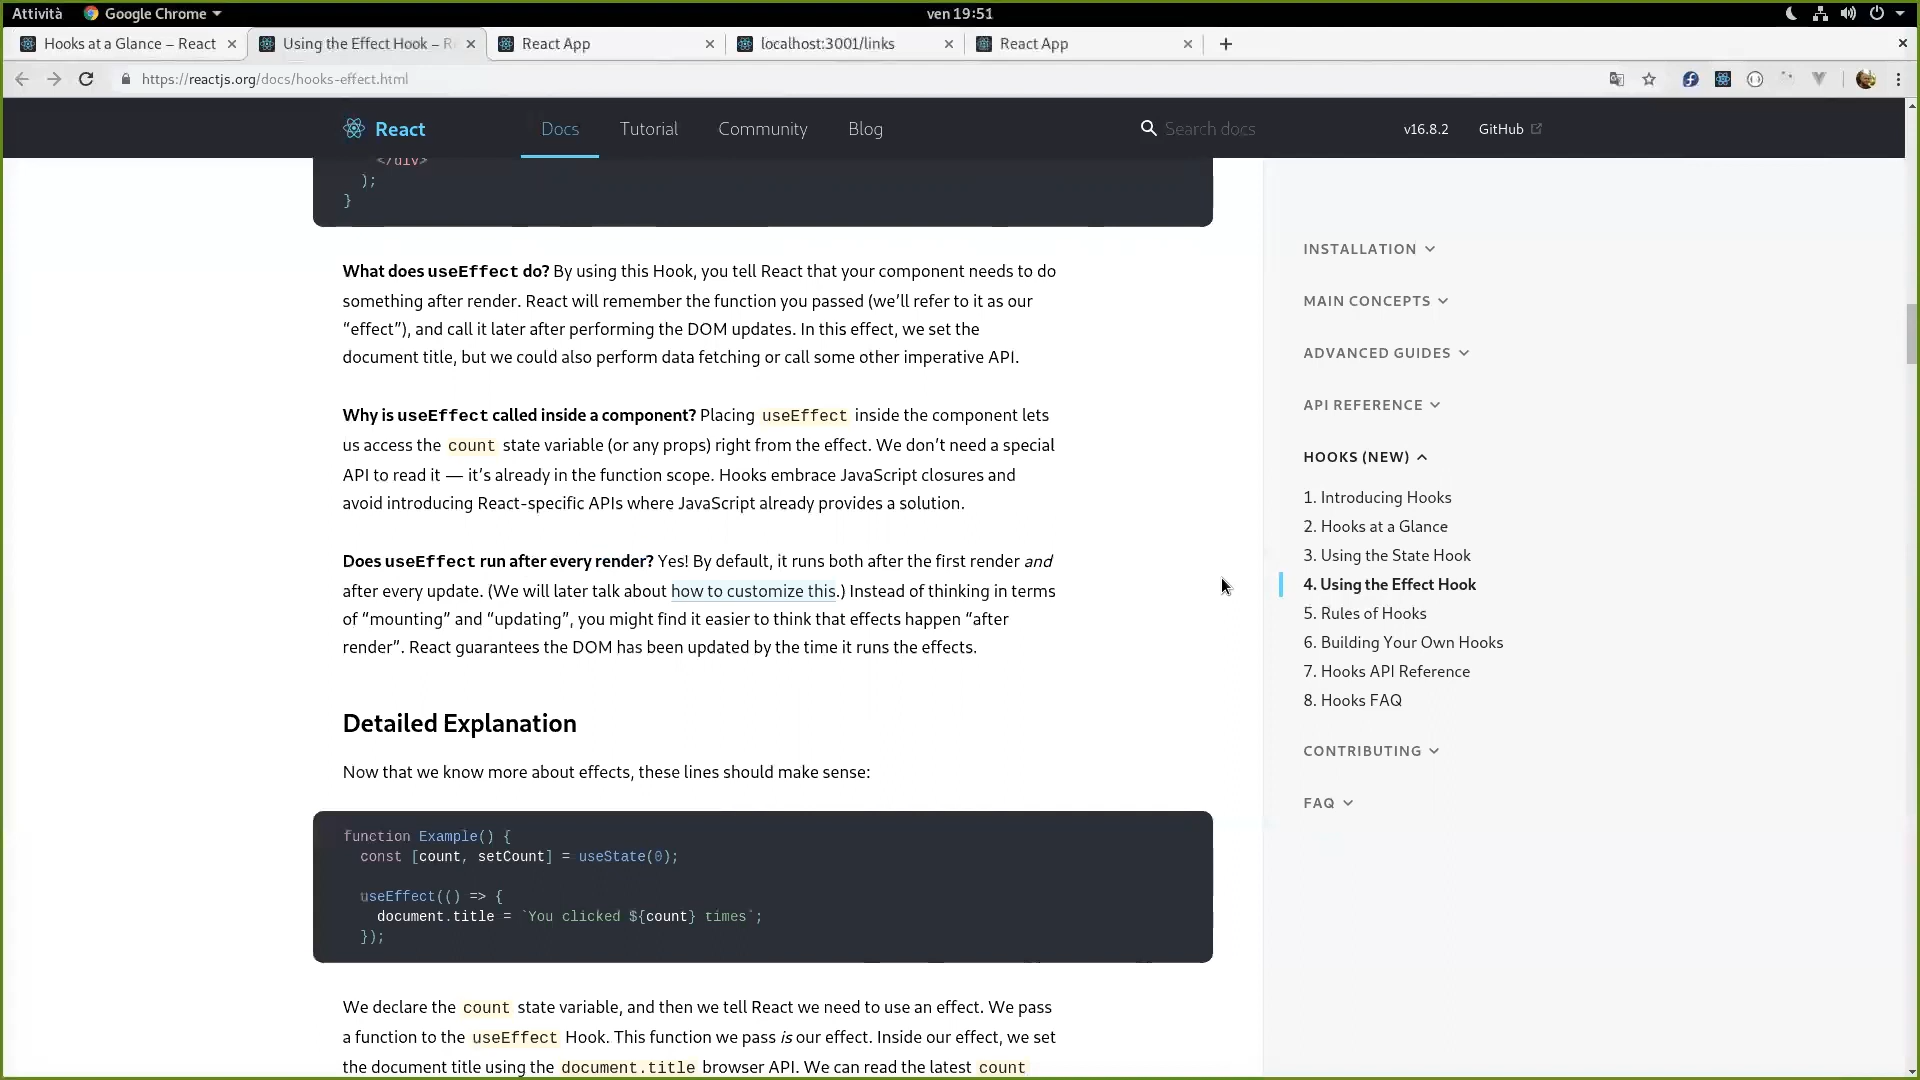 Attività
Google Chrome
ven 19:51
Hooks at a Glance – React
Using the Effect Hook – R
React App
localhost:3001/links
React App
https://reactjs.org/docs/hooks-effect.html
React
Docs
Tutorial
Community
Blog
Search docs
v16.8.2
GitHub
</div>
);
}
What does useEffect do? By using this Hook, you tell React that your component needs to do
something after render. React will remember the function you passed (we’ll refer to it as our
“effect”), and call it later after performing the DOM updates. In this effect, we set the
document title, but we could also perform data fetching or call some other imperative API.
Why is useEffect called inside a component? Placing useEffect inside the component lets
us access the count state variable (or any props) right from the effect. We don’t need a special
API to read it — it’s already in the function scope. Hooks embrace JavaScript closures and
avoid introducing React-specific APIs where JavaScript already provides a solution.
Does useEffect run after every render? Yes! By default, it runs both after the first render and
after every update. (We will later talk about how to customize this.) Instead of thinking in terms
of “mounting” and “updating”, you might find it easier to think that effects happen “after
render”. React guarantees the DOM has been updated by the time it runs the effects.
Detailed Explanation
Now that we know more about effects, these lines should make sense:
function Example() {
const [count, setCount] = useState(0);
useEffect(() => {
document.title = `You clicked ${count} times`;
});
We declare the count state variable, and then we tell React we need to use an effect. We pass
a function to the useEffect Hook. This function we pass is our effect. Inside our effect, we set
the document title using the document.title browser API. We can read the latest count
INSTALLATION
MAIN CONCEPTS
ADVANCED GUIDES
API REFERENCE
HOOKS (NEW)
1. Introducing Hooks
2. Hooks at a Glance
3. Using the State Hook
4. Using the Effect Hook
5. Rules of Hooks
6. Building Your Own Hooks
7. Hooks API Reference
8. Hooks FAQ
CONTRIBUTING
FAQ